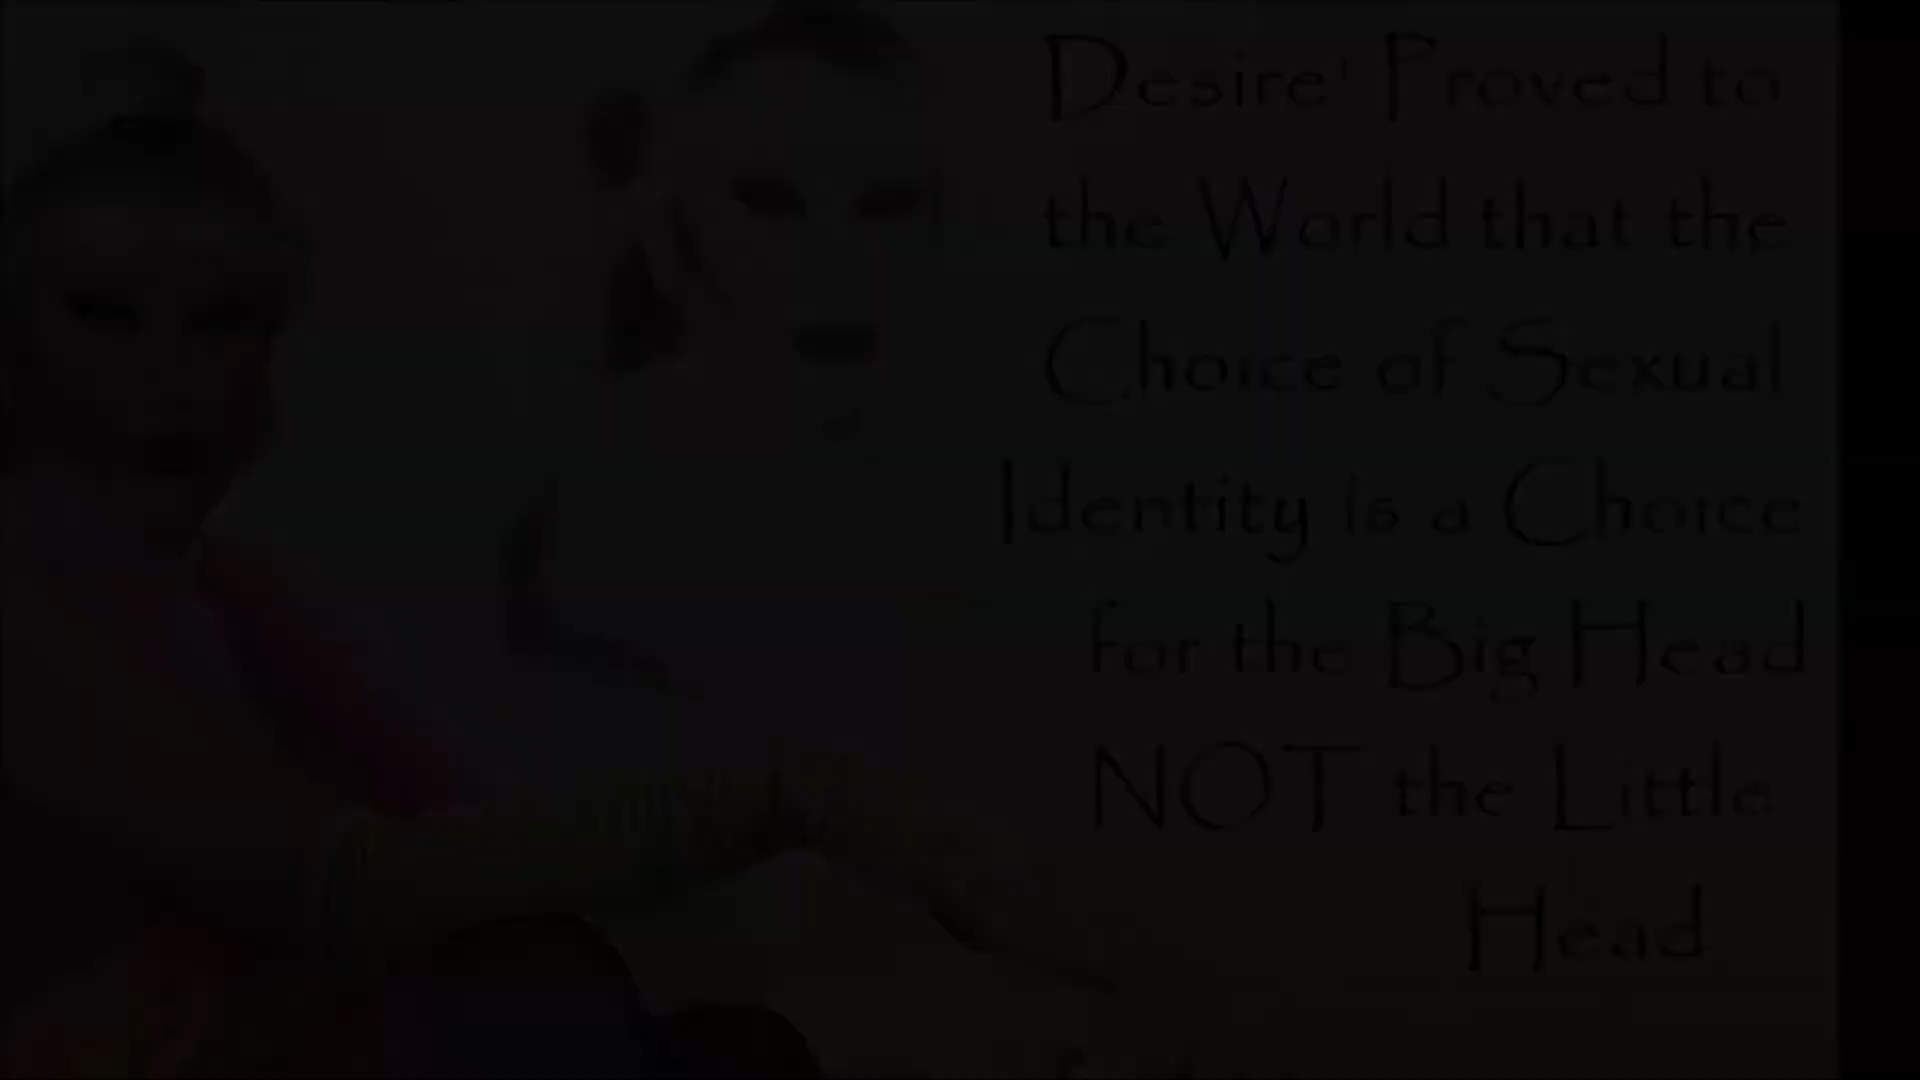 Desire' Proved to
the World that the
Choice of Sexual
Identity is a Choice
for the Big Head
NOT the Little
Head